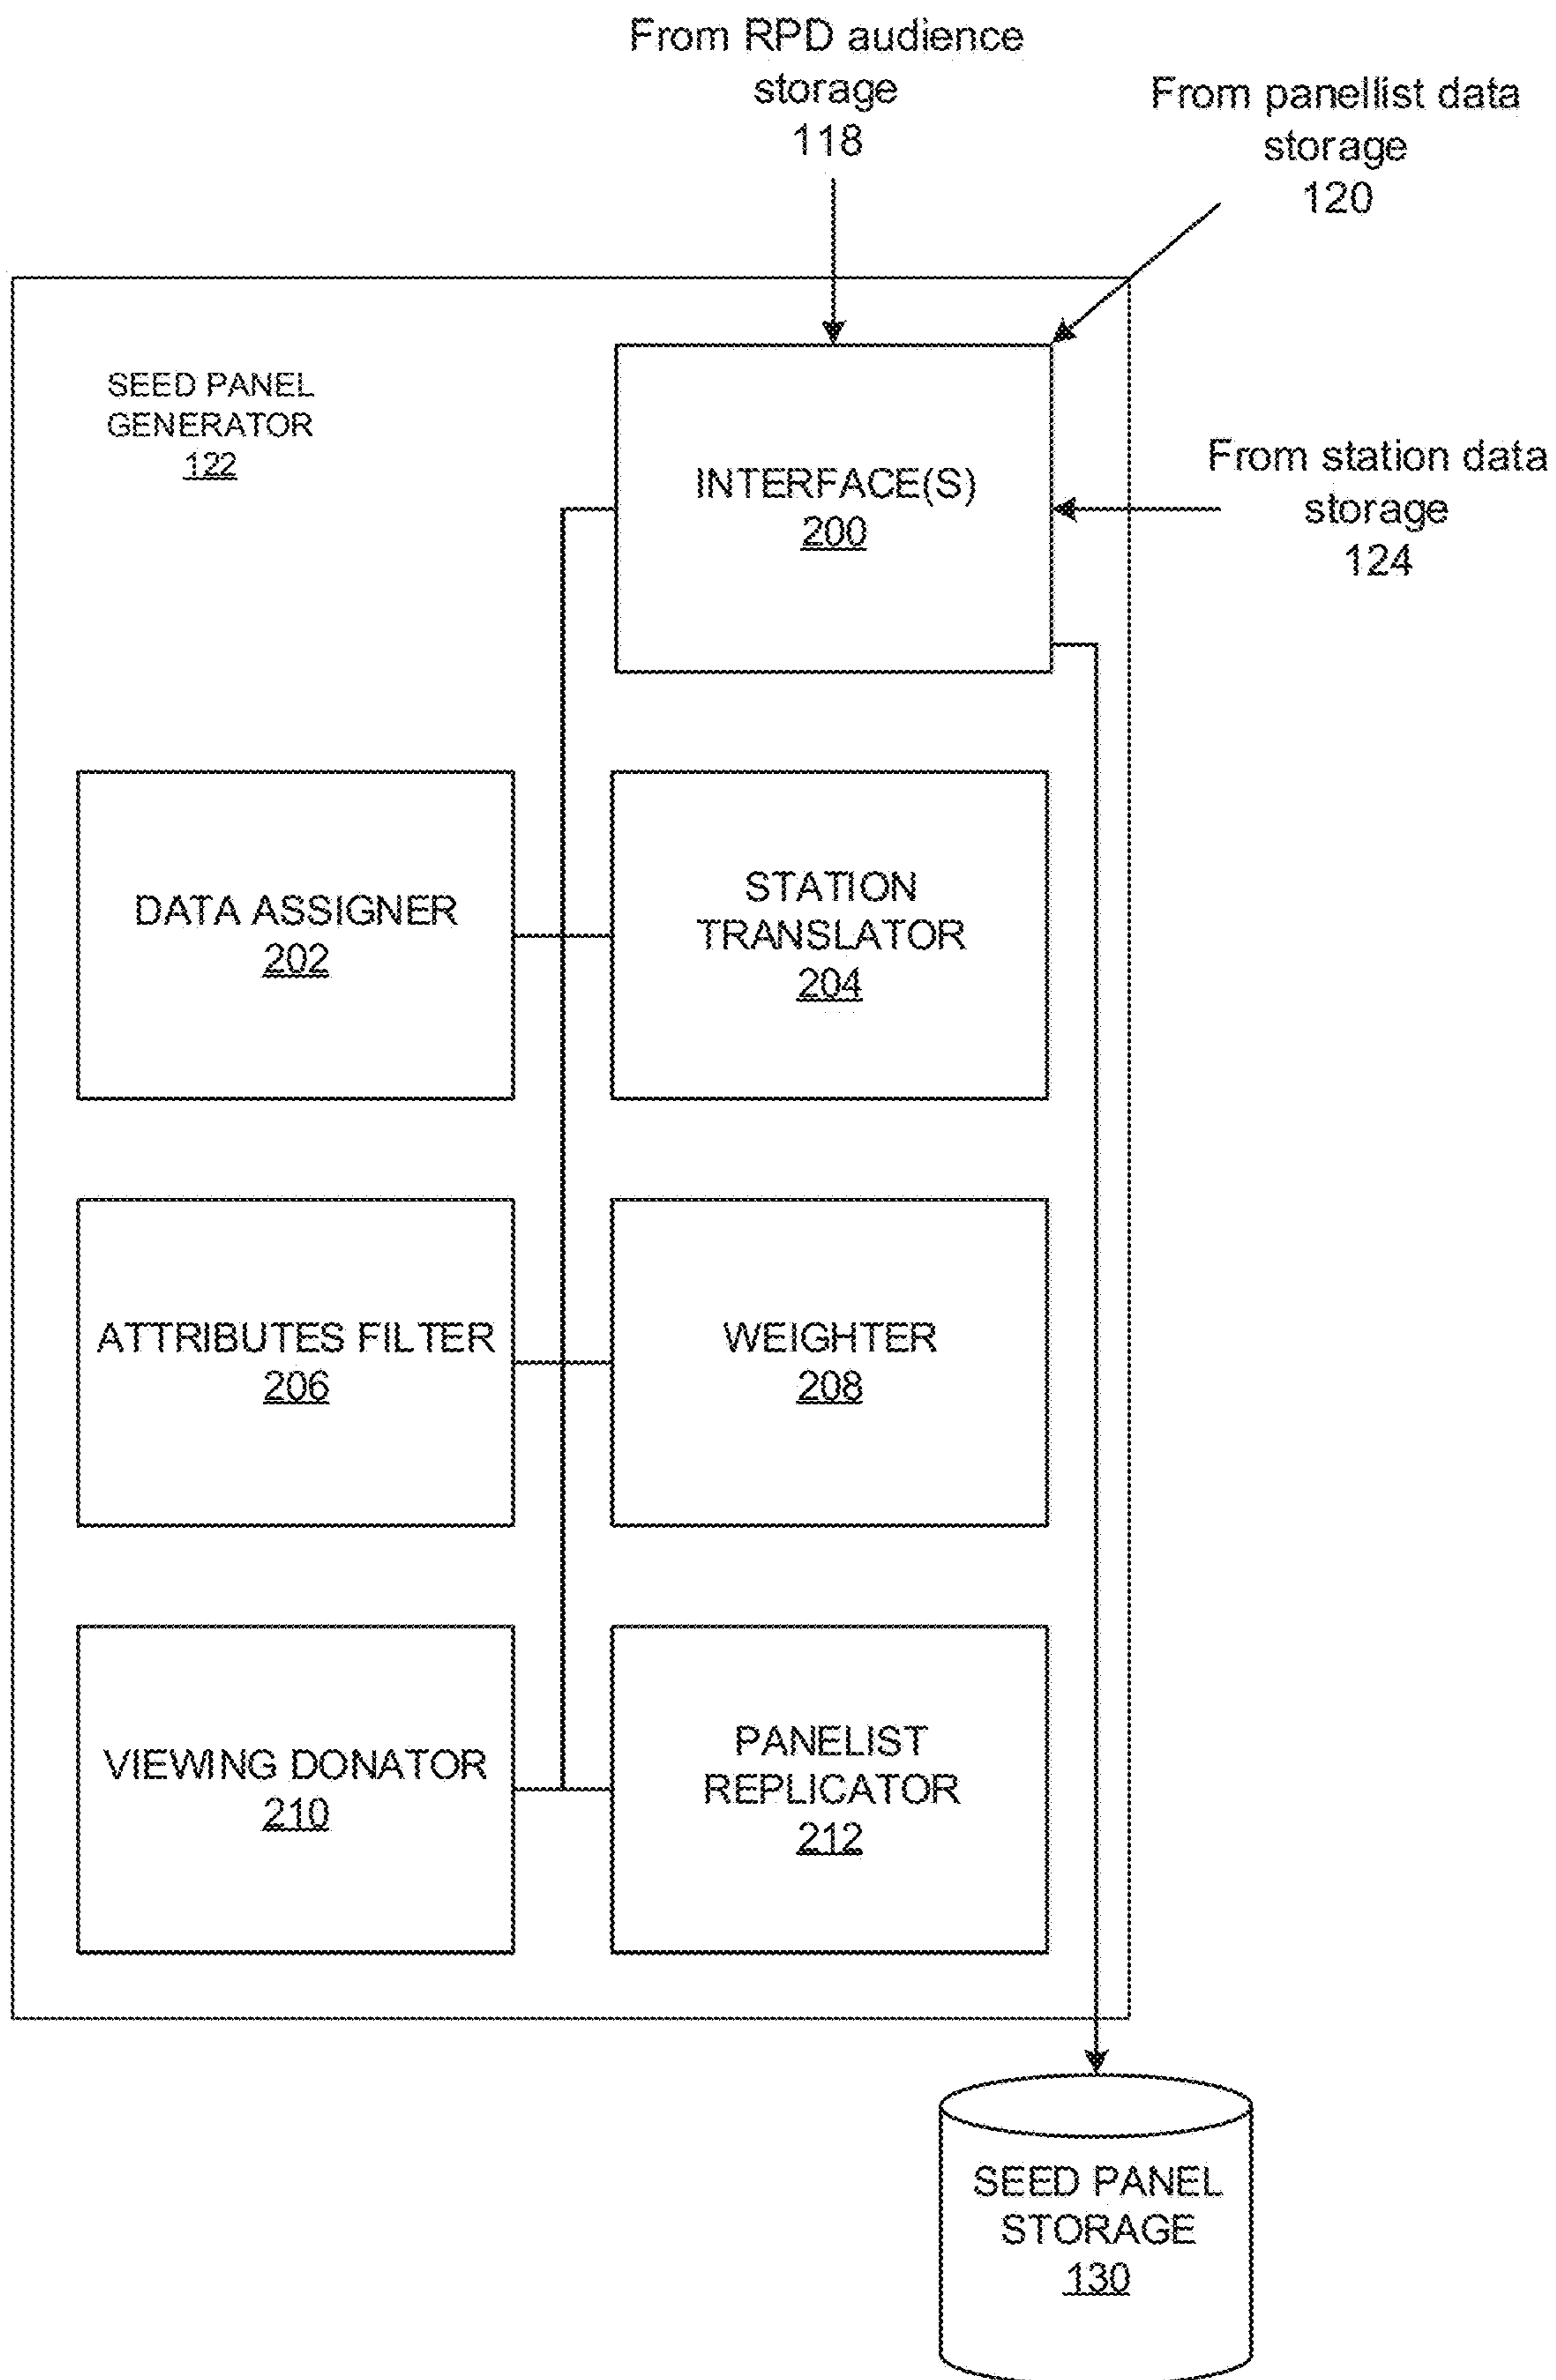 From RPD audience
storage
118
From panellist data
storage
120
SEED PANEL
GENERATOR
122
INTERFACE(S)
200
From station data
storage
124
DATA ASSIGNER
202
STATION
TRANSLATOR
204
ATTRIBUTES FILTER
206
WEIGHTER
208
VIEWING DONATOR
210
PANELIST
REPLICATOR
212
SEED PANEL
STORAGE
130